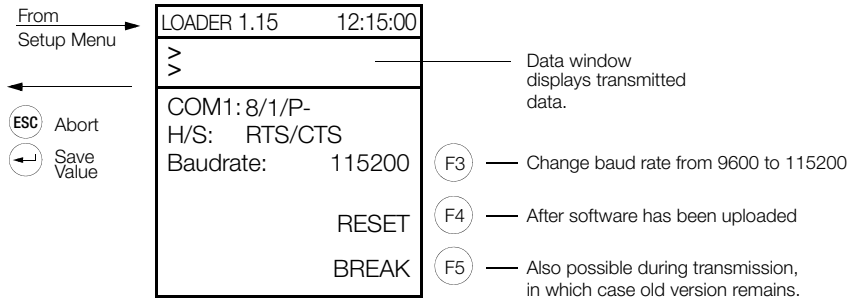 From
Setup Menu
LOADER 1.15 12:15:00
>
>
Data window
displays transmitted
data.
ESC Abort
Save
Value
COM1: 8/1/P-
H/S: RTS/CTS
Baudrate: 115200
F3 Change baud rate from 9600 to 115200
RESET F4 After software has been uploaded
BREAK F5 Also possible during transmission,
in which case old version remains.